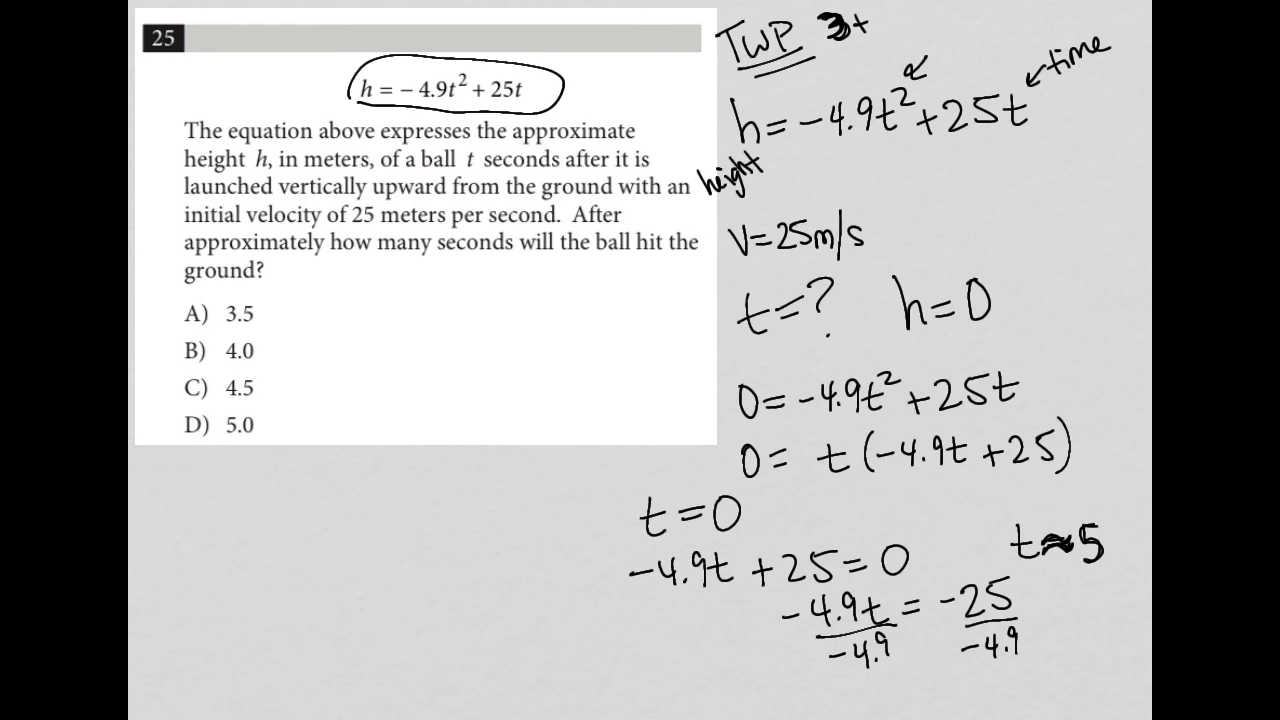 25
h = − 4.9t² + 25t
The equation above expresses the approximate
height h, in meters, of a ball t seconds after it is
launched vertically upward from the ground with an
initial velocity of 25 meters per second. After
approximately how many seconds will the ball hit the
ground?
A) 3.5
B) 4.0
C) 4.5
D) 5.0
TWP 3+
time
h = −4.9t² + 25t
height
V = 25m/s
t = ? h = 0
0 = −4.9t² + 25t
0 = t (−4.9t + 25)
t = 0
t ≈ 5
−4.9t + 25 = 0
−4.9t = −25
−4.9 −4.9